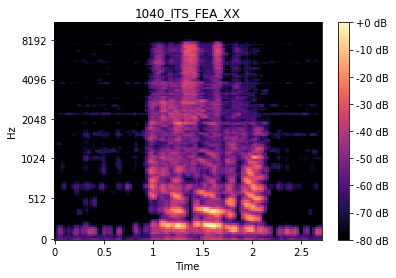 1040_ITS_FEA_XX
+0 dB
8192
-10 dB
4096
-20 dB
-30 dB
2048
Hz
-40 dB
1024
-50 dB
512
-60 dB
-70 dB
0
-80 dB
0 0.5 1 1.5 2 2.5
Time